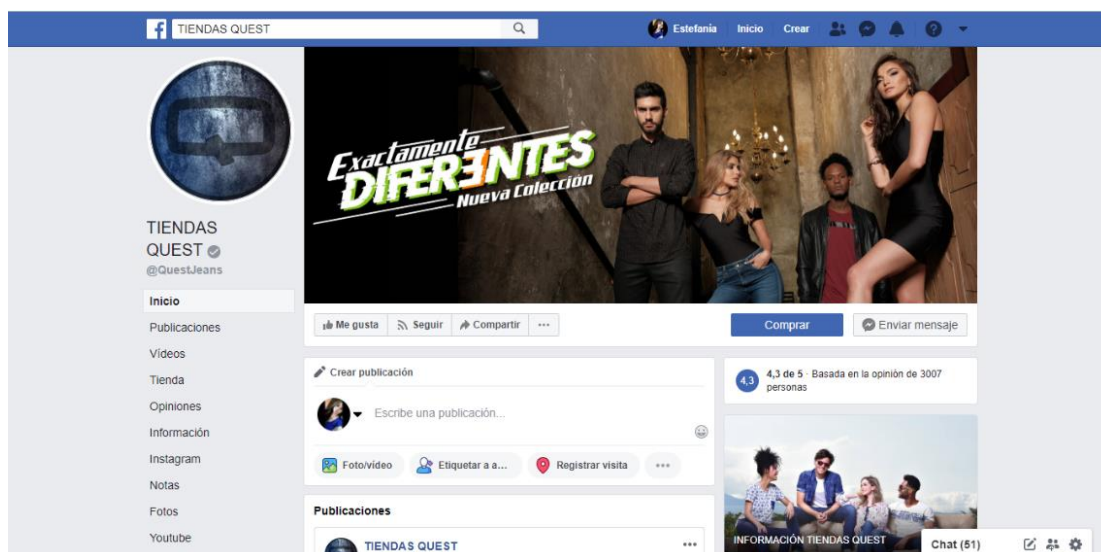 TIENDAS QUEST
Estefanía Inicio Crear
Exactamente
DIFER3NTES
Nueva Colección
TIENDAS
QUEST
@QuestJeans
Inicio
Publicaciones
Vídeos
Tienda
Opiniones
Información
Instagram
Notas
Fotos
Youtube
Me gusta Seguir Compartir ...
Comprar Enviar mensaje
Crear publicación
Escribe una publicación...
Foto/vídeo Etiquetar a a... Registrar visita ...
Publicaciones
TIENDAS QUEST ...
4,3 4,3 de 5 · Basada en la opinión de 3007
personas
INFORMACIÓN TIENDAS QUEST
Chat (51)